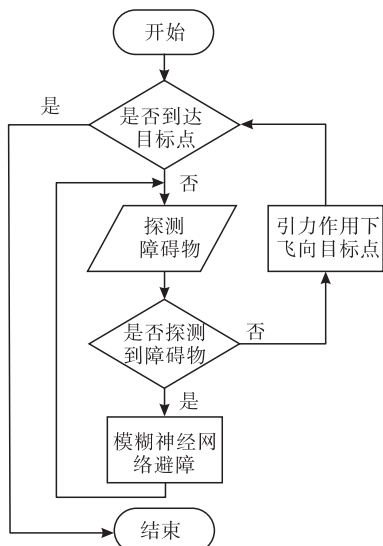 开始
是
是否到达
目标点
否
探测
障碍物
引力作用下
飞向目标点
是否探测
到障碍物
否
是
模糊神经网
络避障
结束